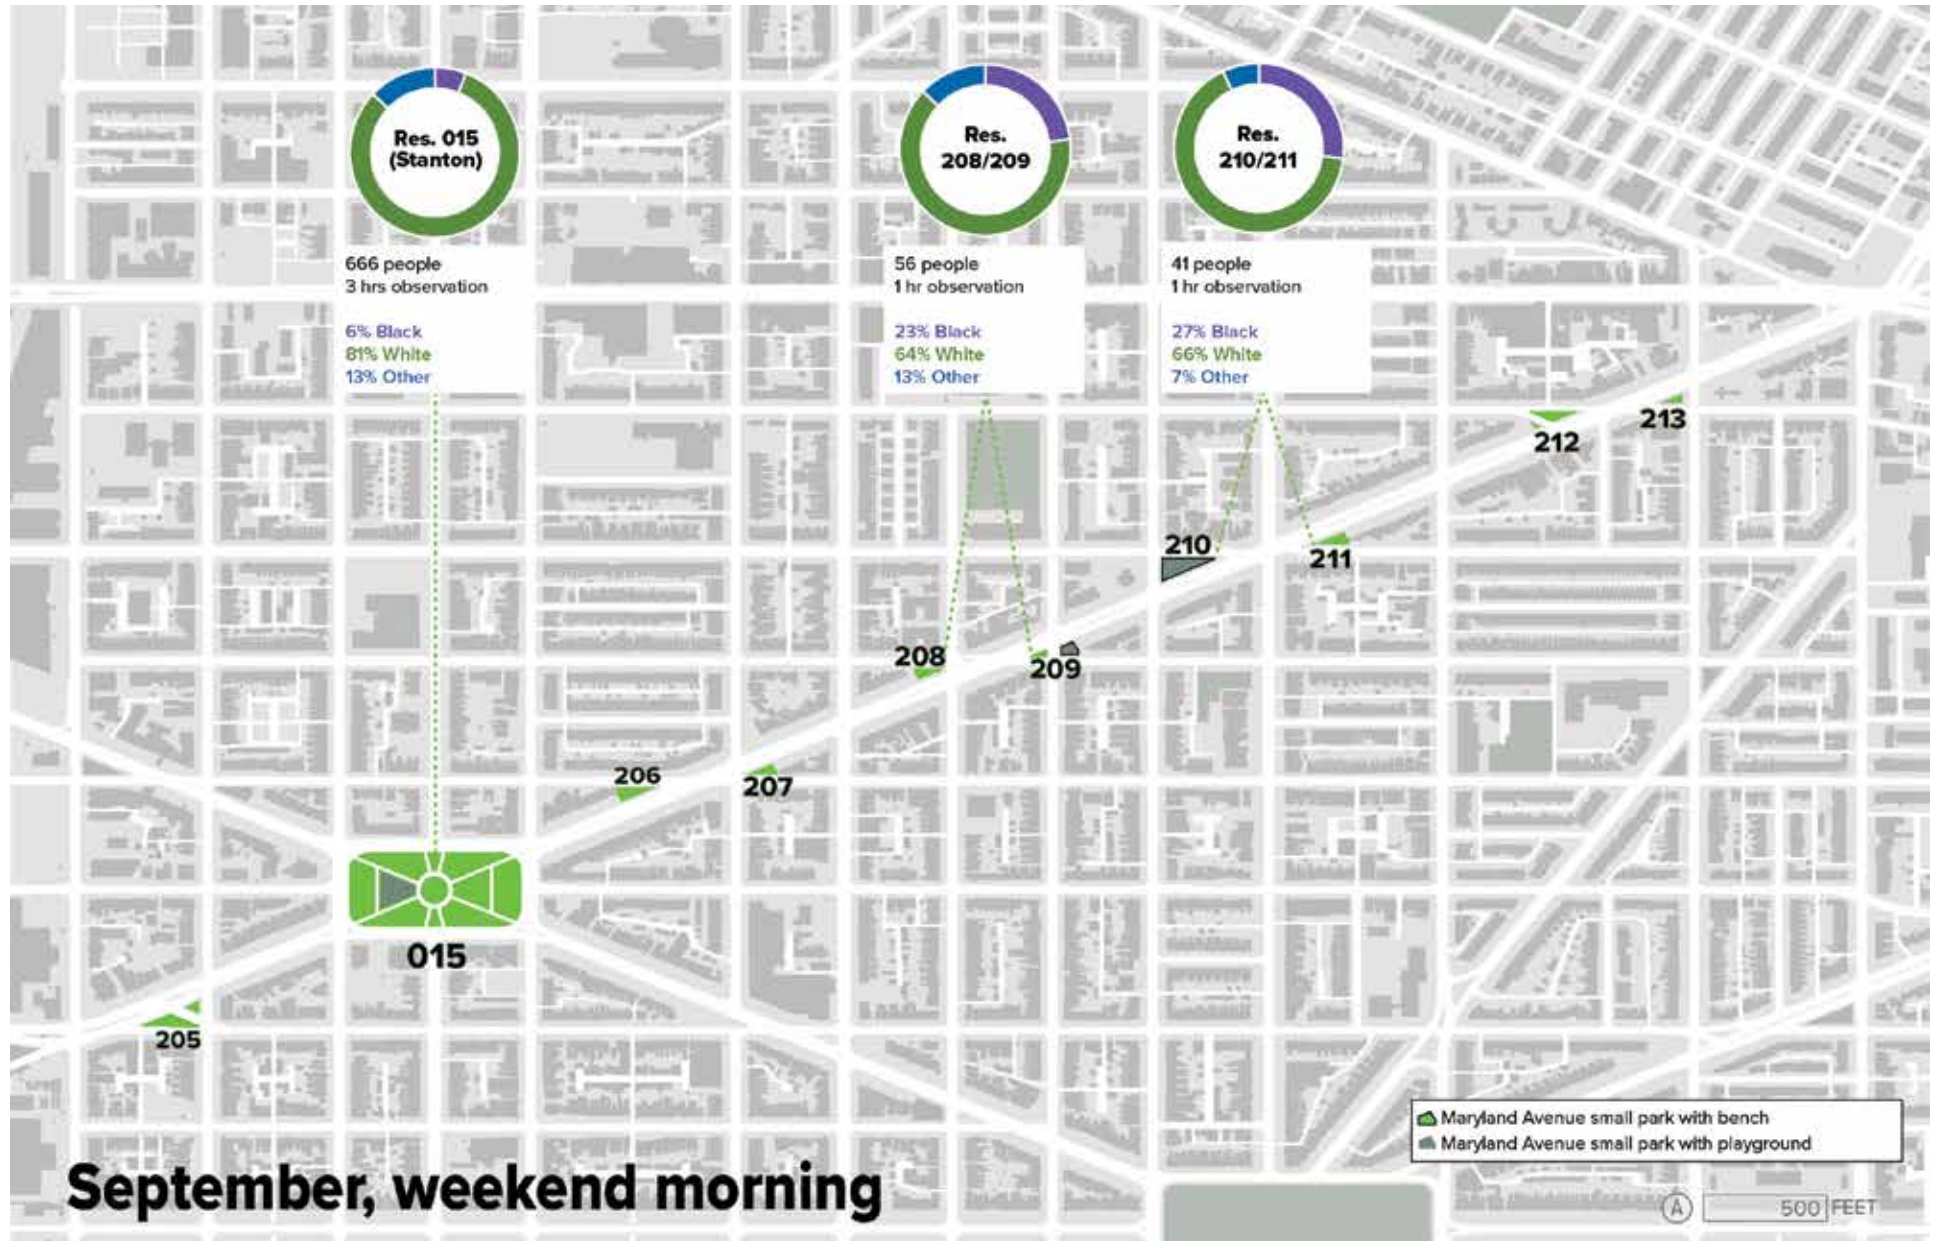 Res. 015
(Stanton)
666 people
3 hrs observation
6% Black
81% White
13% Other
Res.
208/209
56 people
1 hr observation
23% Black
64% White
13% Other
Res.
210/211
41 people
1 hr observation
27% Black
66% White
7% Other
213
212
210
211
208
209
206
207
015
205
Maryland Avenue small park with bench
Maryland Avenue small park with playground
September, weekend morning
A 500 FEET